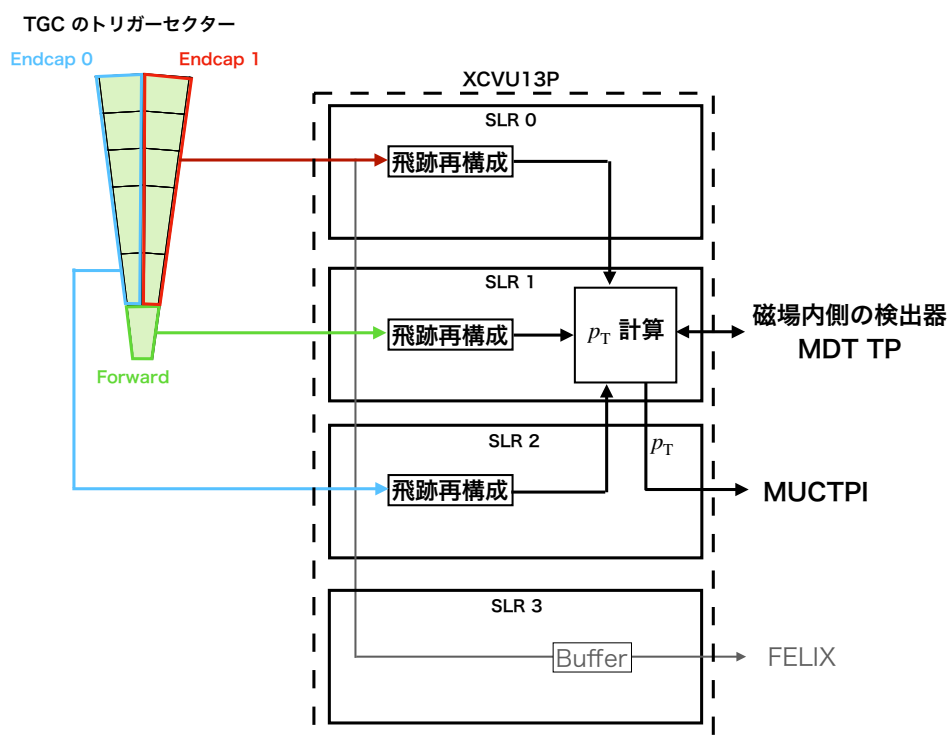 TGC のトリガーセクター
Endcap 0
Endcap 1
XCVU13P
SLR 0
飛跡再構成
SLR 1
飛跡再構成
pT 計算
磁場内側の検出器
MDT TP
Forward
SLR 2
pT
飛跡再構成
MUCTPI
SLR 3
Buffer
FELIX